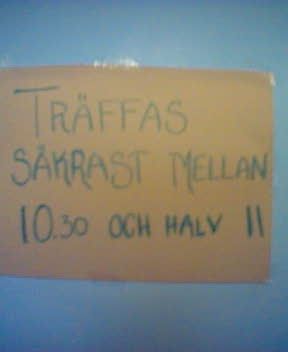 TRÄFFAS
SÄKRAST MELLAN
10.30 OCH HALV 11